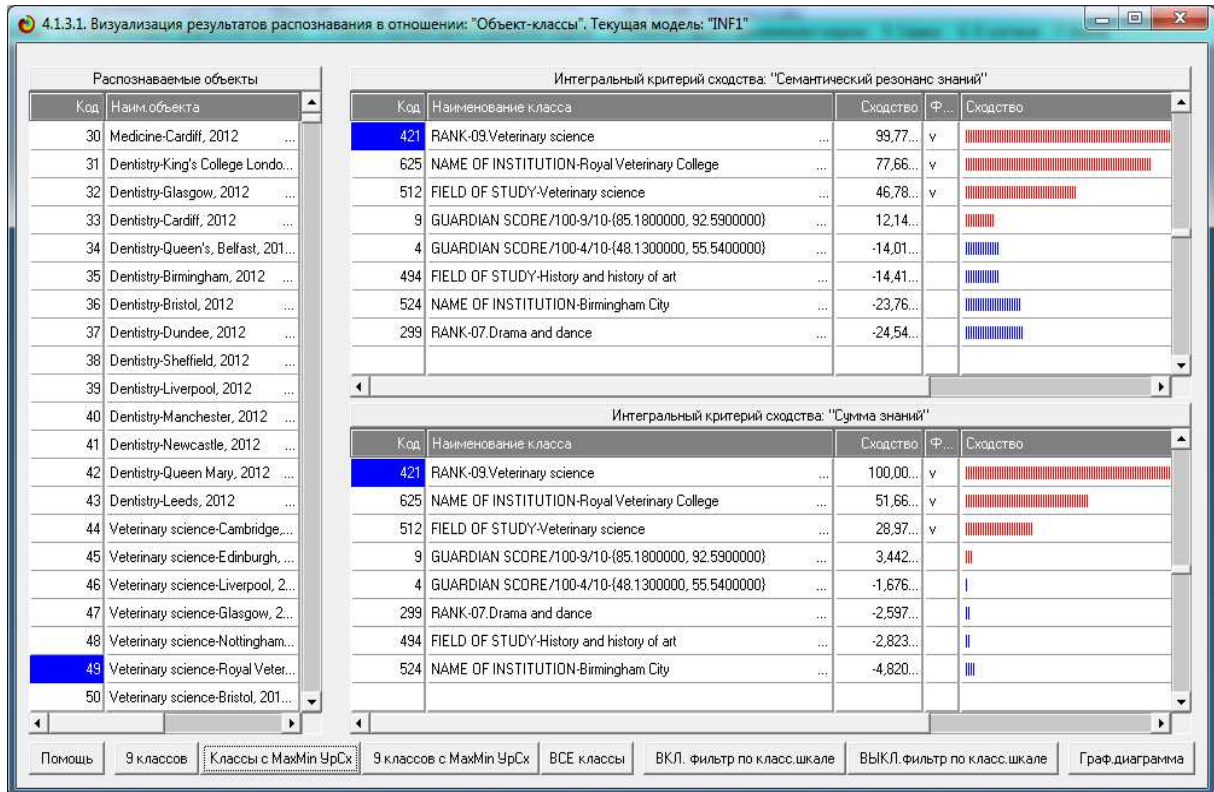 4.1.3.1. Визуализация результатов распознавания в отношении: "Объект-классы". Текущая модель: "INF1"
Распознаваемые объекты
Код Наим.объекта
30 Medicine-Cardiff, 2012 ...
31 Dentistry-King's College Londo...
32 Dentistry-Glasgow, 2012 ...
33 Dentistry-Cardiff, 2012 ...
34 Dentistry-Queen's, Belfast, 201...
35 Dentistry-Birmingham, 2012 ...
36 Dentistry-Bristol, 2012 ...
37 Dentistry-Dundee, 2012 ...
38 Dentistry-Sheffield, 2012 ...
39 Dentistry-Liverpool, 2012 ...
40 Dentistry-Manchester, 2012 ...
41 Dentistry-Newcastle, 2012 ...
42 Dentistry-Queen Mary, 2012 ...
43 Dentistry-Leeds, 2012 ...
44 Veterinary science-Cambridge,...
45 Veterinary science-Edinburgh, ...
46 Veterinary science-Liverpool, 2...
47 Veterinary science-Glasgow, 2...
48 Veterinary science-Nottingham...
49 Veterinary science-Royal Veter...
50 Veterinary science-Bristol, 201...
Интегральный критерий сходства: "Семантический резонанс знаний"
Код Наименование класса Сходство Ф... Сходство
421 RANK-09.Veterinary science ... 99,77... v
625 NAME OF INSTITUTION-Royal Veterinary College ... 77,66... v
512 FIELD OF STUDY-Veterinary science ... 46,78... v
9 GUARDIAN SCORE/100-9/10-{85.1800000, 92.5900000} ... 12,14...
4 GUARDIAN SCORE/100-4/10-{48.1300000, 55.5400000} ... -14,01...
494 FIELD OF STUDY-History and history of art ... -14,41...
524 NAME OF INSTITUTION-Birmingham City ... -23,76...
299 RANK-07.Drama and dance ... -24,54...
Интегральный критерий сходства: "Сумма знаний"
Код Наименование класса Сходство Ф... Сходство
421 RANK-09.Veterinary science ... 100,00... v
625 NAME OF INSTITUTION-Royal Veterinary College ... 51,66... v
512 FIELD OF STUDY-Veterinary science ... 28,97... v
9 GUARDIAN SCORE/100-9/10-{85.1800000, 92.5900000} ... 3,442...
4 GUARDIAN SCORE/100-4/10-{48.1300000, 55.5400000} ... -1,676...
299 RANK-07.Drama and dance ... -2,597...
494 FIELD OF STUDY-History and history of art ... -2,823...
524 NAME OF INSTITUTION-Birmingham City ... -4,820...
Помощь 9 классов Классы с MaxMin УрСх 9 классов с MaxMin УрСх ВСЕ классы ВКЛ. фильтр по класс.шкале ВЫКЛ.фильтр по класс.шкале Граф.диаграмма